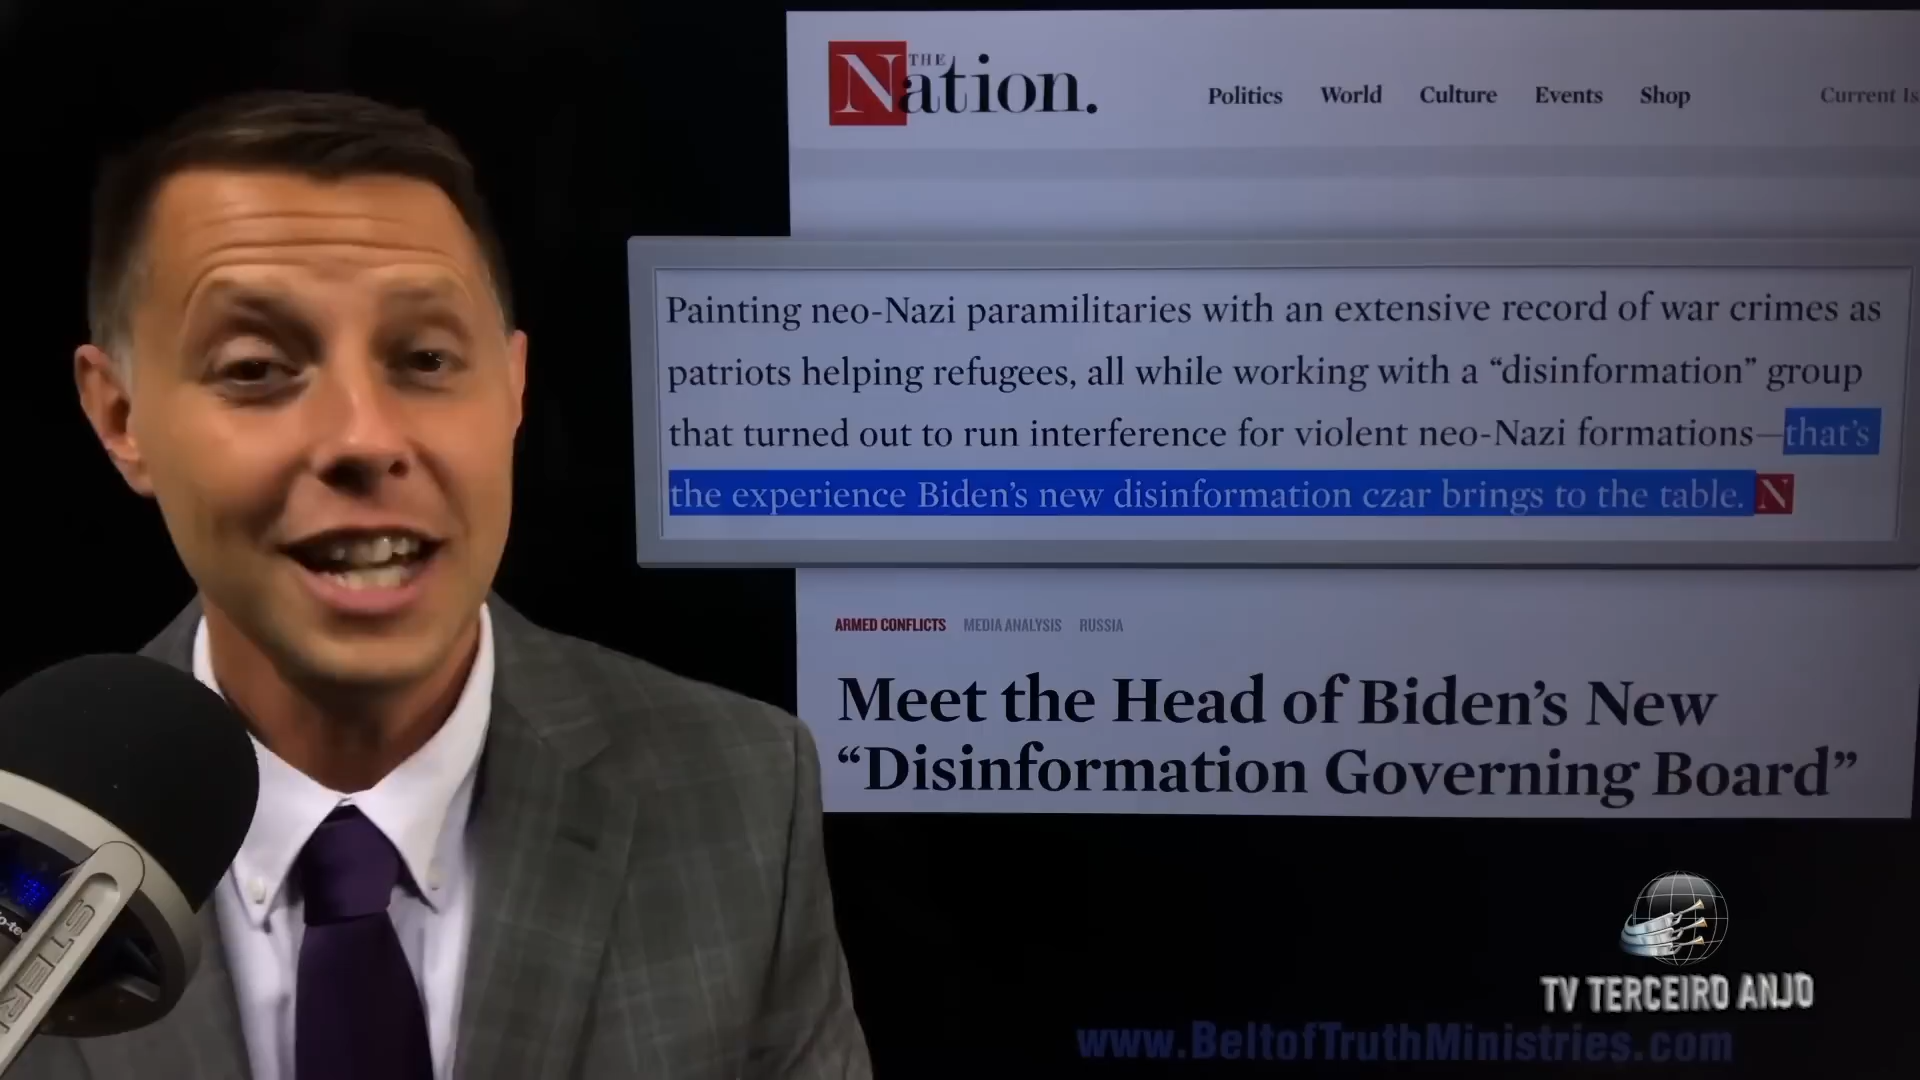 THE
Nation.
Politics World Culture Events Shop Current Is
Painting neo-Nazi paramilitaries with an extensive record of war crimes as
patriots helping refugees, all while working with a “disinformation” group
that turned out to run interference for violent neo-Nazi formations—that’s
the experience Biden’s new disinformation czar brings to the table. N
ARMED CONFLICTS MEDIA ANALYSIS RUSSIA
Meet the Head of Biden’s New
“Disinformation Governing Board”
TV TERCEIRO ANJO
www.BeltofTruthMinistries.com